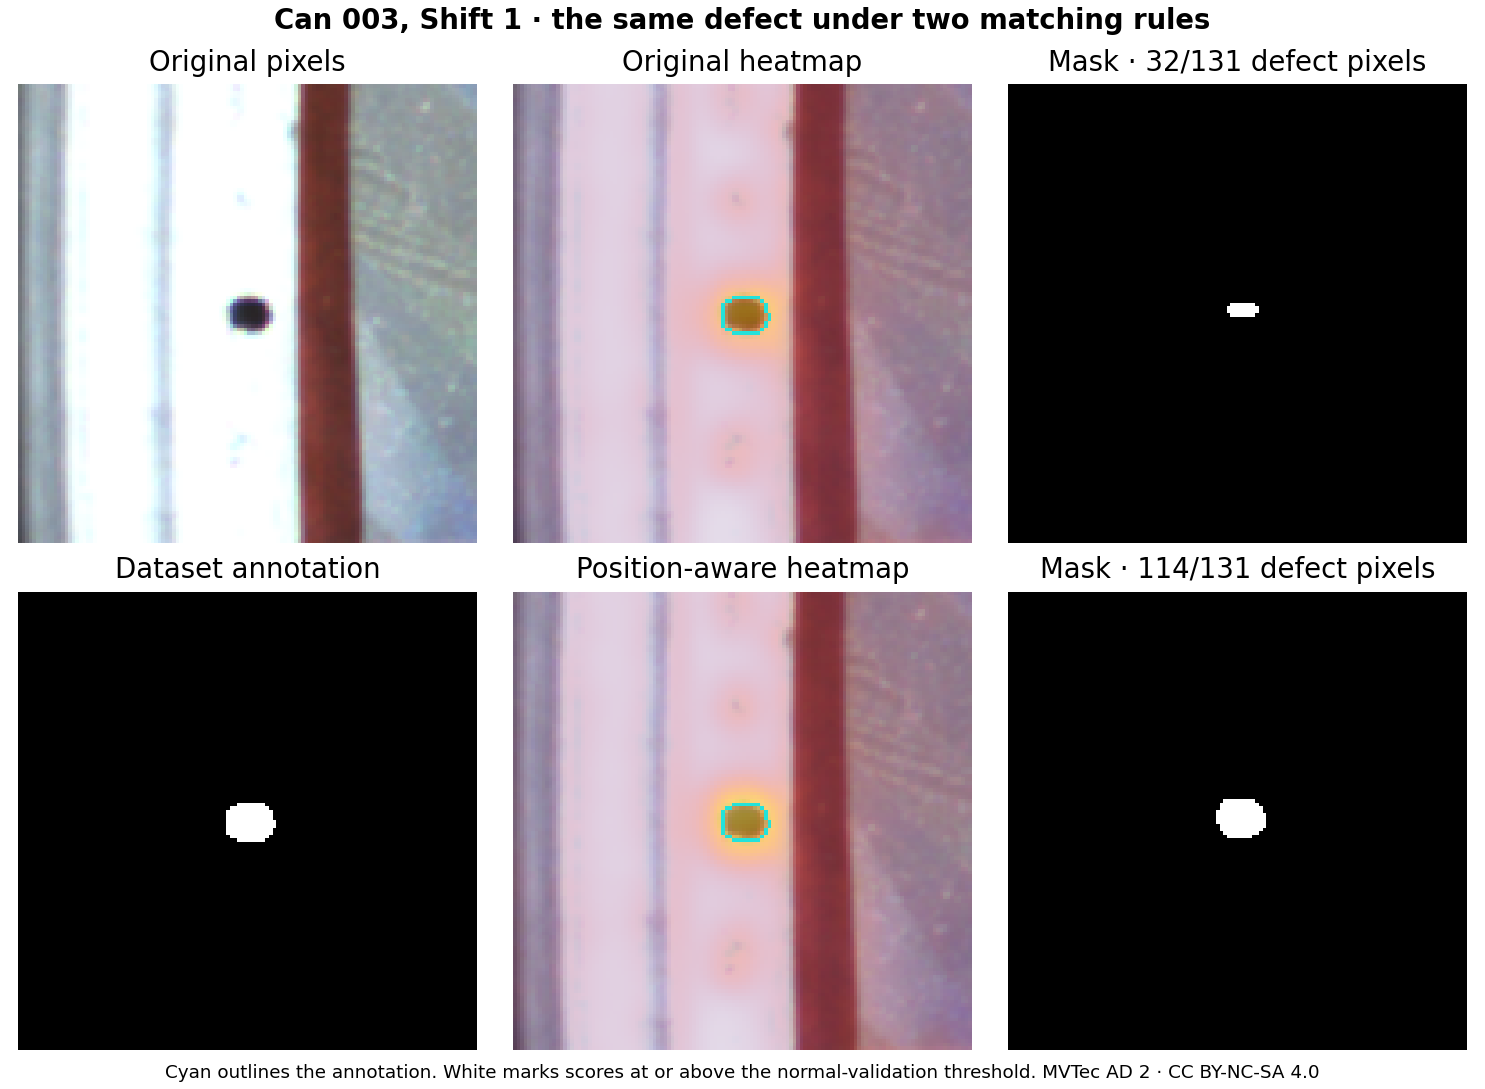 Can 003, Shift 1 · the same defect under two matching rules
Original pixels
Original heatmap
Mask · 32/131 defect pixels
Dataset annotation
Position-aware heatmap
Mask · 114/131 defect pixels
Cyan outlines the annotation. White marks scores at or above the normal-validation threshold. MVTec AD 2 · CC BY-NC-SA 4.0